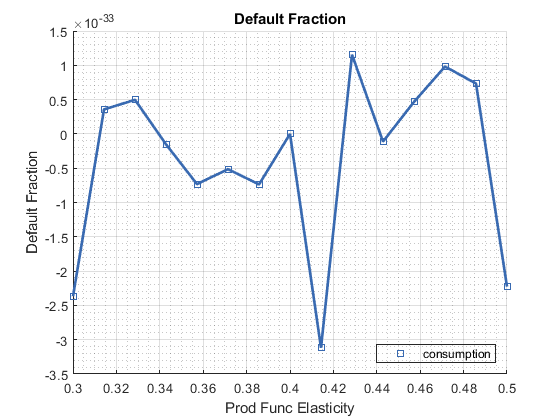 Default Fraction
×10⁻³³
1.5
1
0.5
0
-0.5
-1
-1.5
-2
-2.5
-3
-3.5
Default Fraction
0.3 0.32 0.34 0.36 0.38 0.4 0.42 0.44 0.46 0.48 0.5
Prod Func Elasticity
consumption